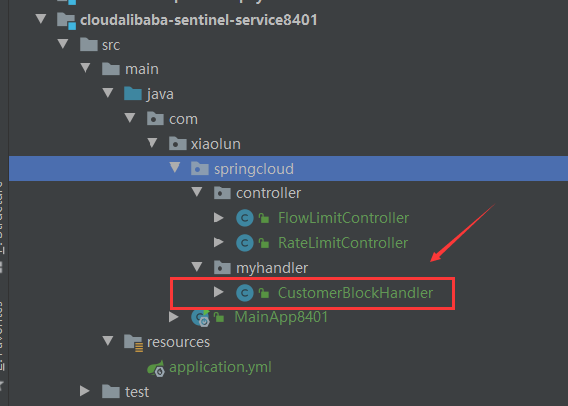 cloudalibaba-sentinel-service8401
src
main
java
com
xiaolun
springcloud
controller
FlowLimitController
RateLimitController
myhandler
CustomerBlockHandler
MainApp8401
resources
application.yml
test